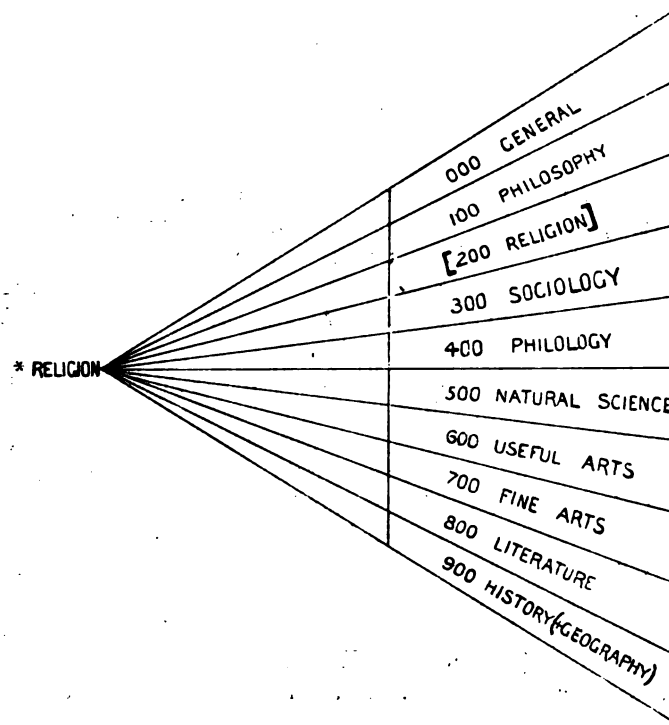 000 GENERAL
100 PHILOSOPHY
[200 RELIGION]
300 SOCIOLOGY
* RELIGION
400 PHILOLOGY
500 NATURAL SCIENCE
600 USEFUL ARTS
700 FINE ARTS
800 LITERATURE
900 HISTORY(+GEOGRAPHY)